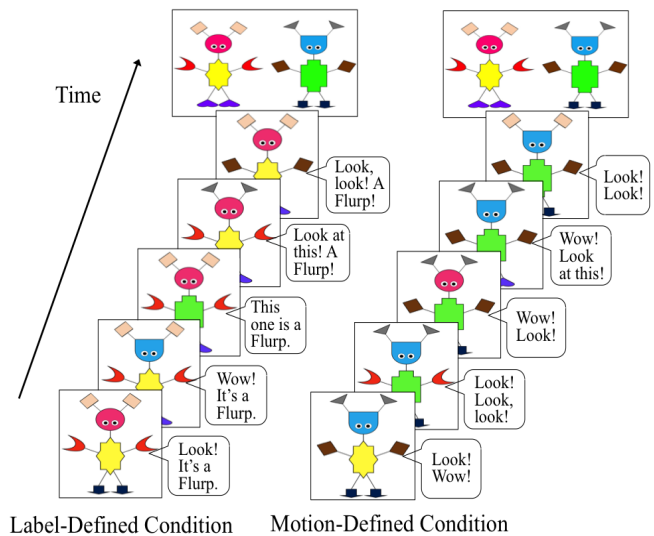 Time
Look,
look! A
Flurp!
Look at
this! A
Flurp!
This
one is a
Flurp.
Wow!
It's a
Flurp.
Look!
It's a
Flurp.
Label-Defined Condition
Look!
Look!
Wow!
Look
at this!
Wow!
Look!
Look!
Look,
look!
Look!
Wow!
Motion-Defined Condition